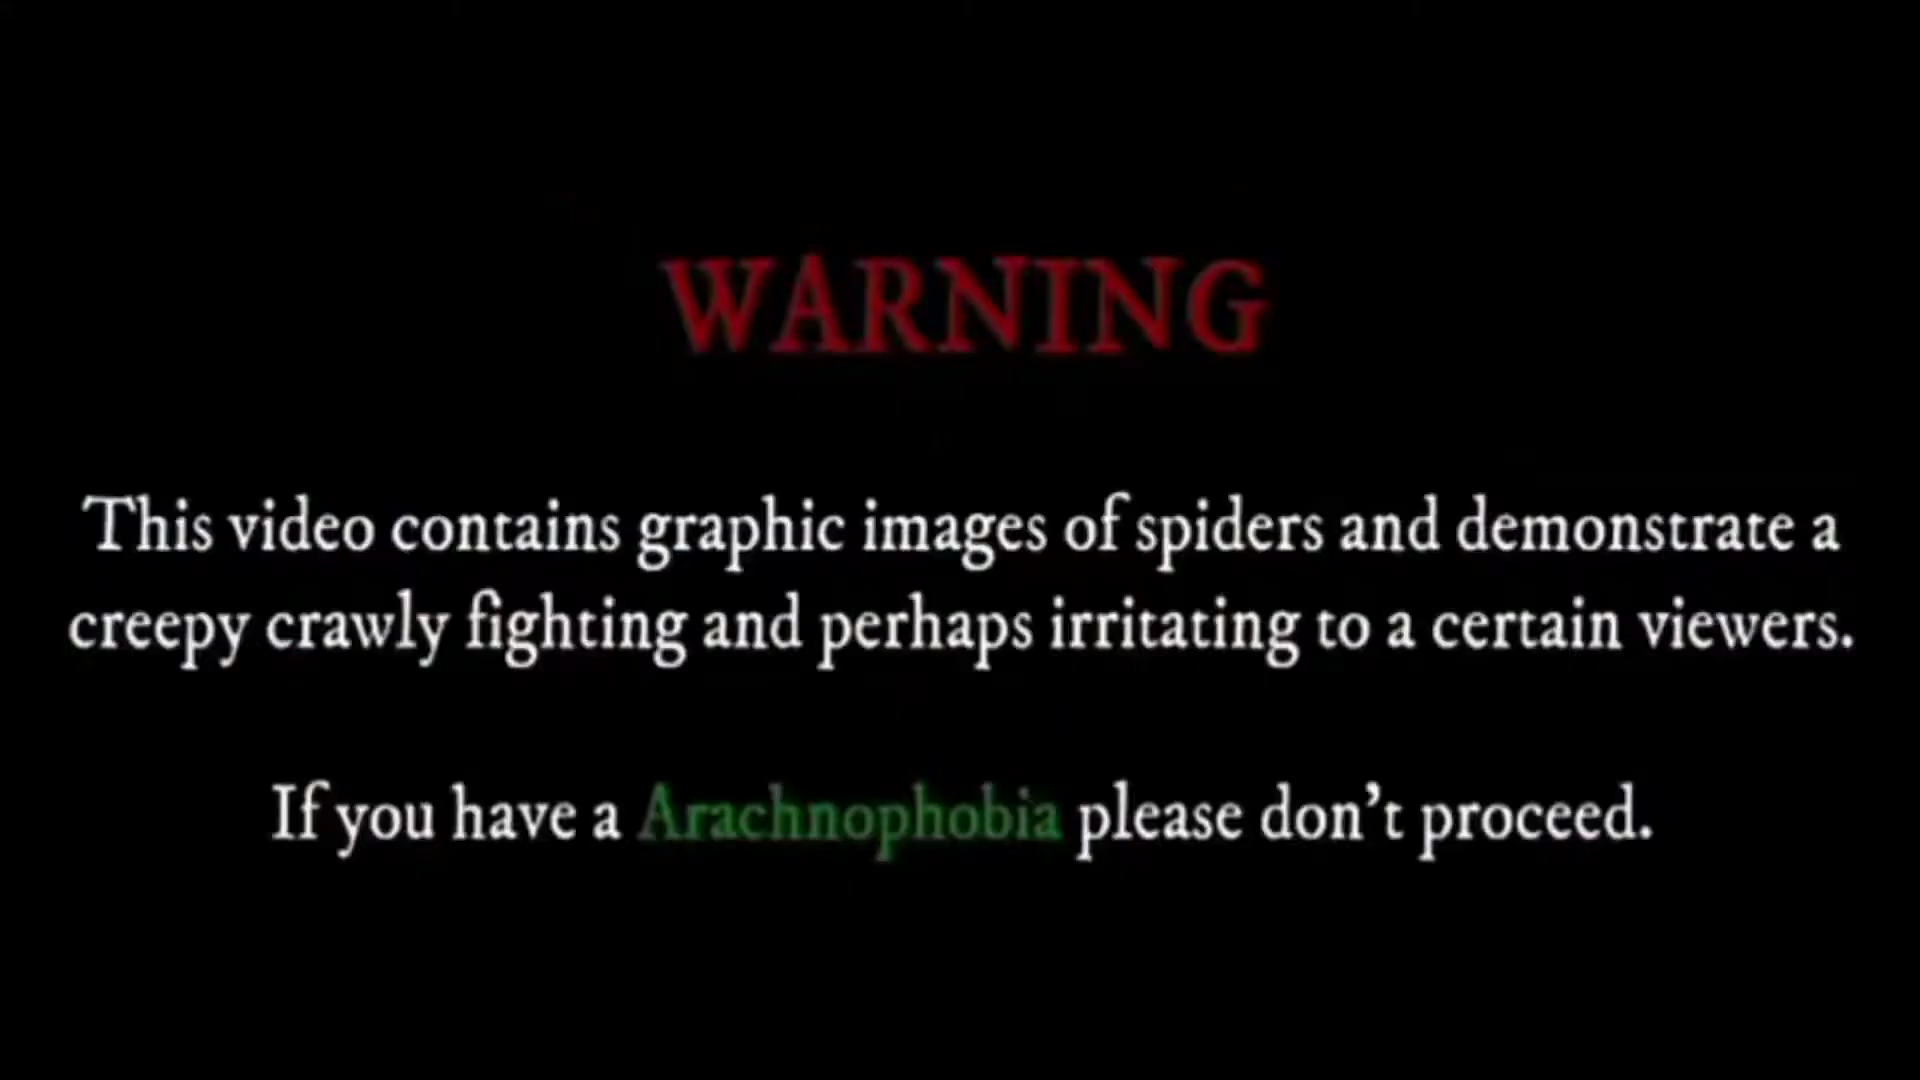 WARNING
This video contains graphic images of spiders and demonstrate a
creepy crawly fighting and perhaps irritating to a certain viewers.
If you have a Arachnophobia please don't proceed.